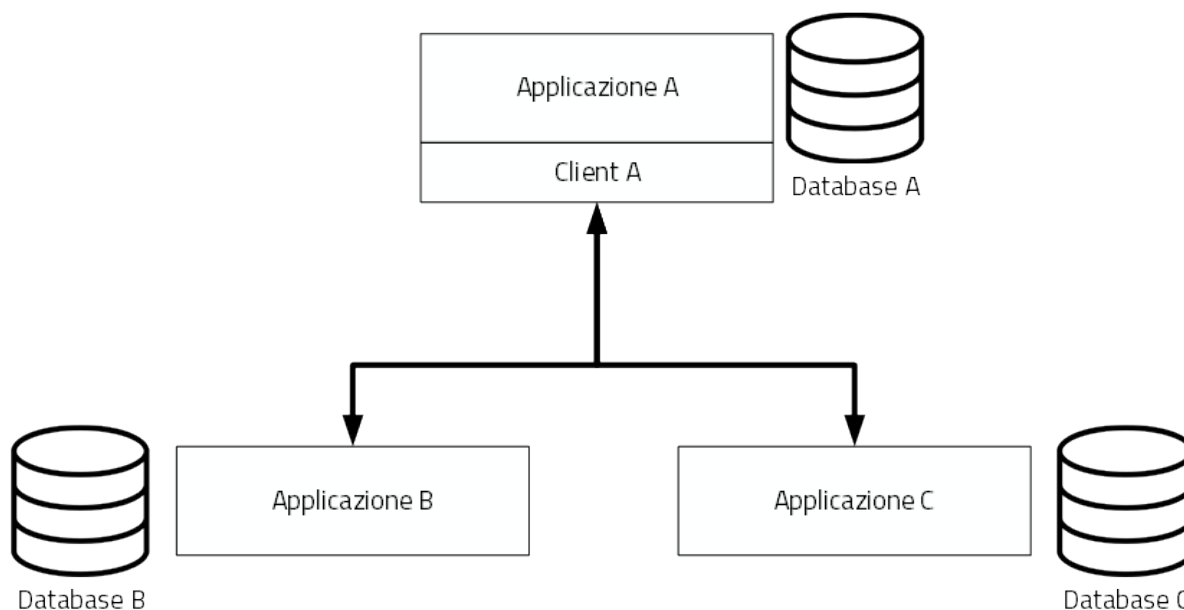 Applicazione A
Client A
Database A
Applicazione B
Applicazione C
Database B
Database C